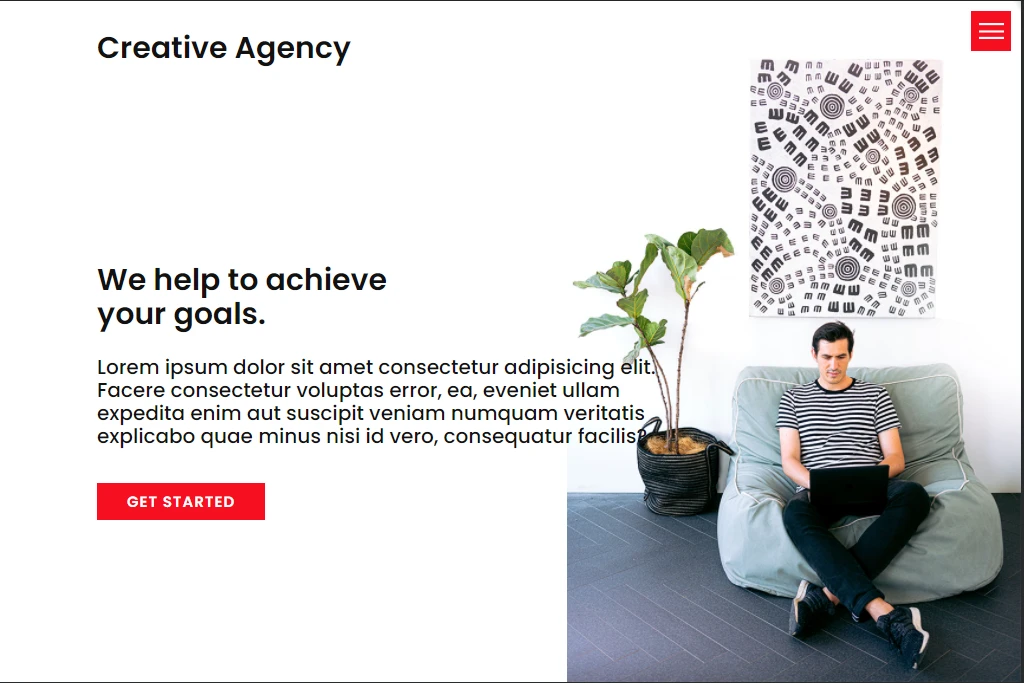 Creative Agency
We help to achieve
your goals.
Lorem ipsum dolor sit amet consectetur adipisicing elit.
Facere consectetur voluptas error, ea, eveniet ullam
expedita enim aut suscipit veniam numquam veritatis
explicabo quae minus nisi id vero, consequatur facilis?
GET STARTED